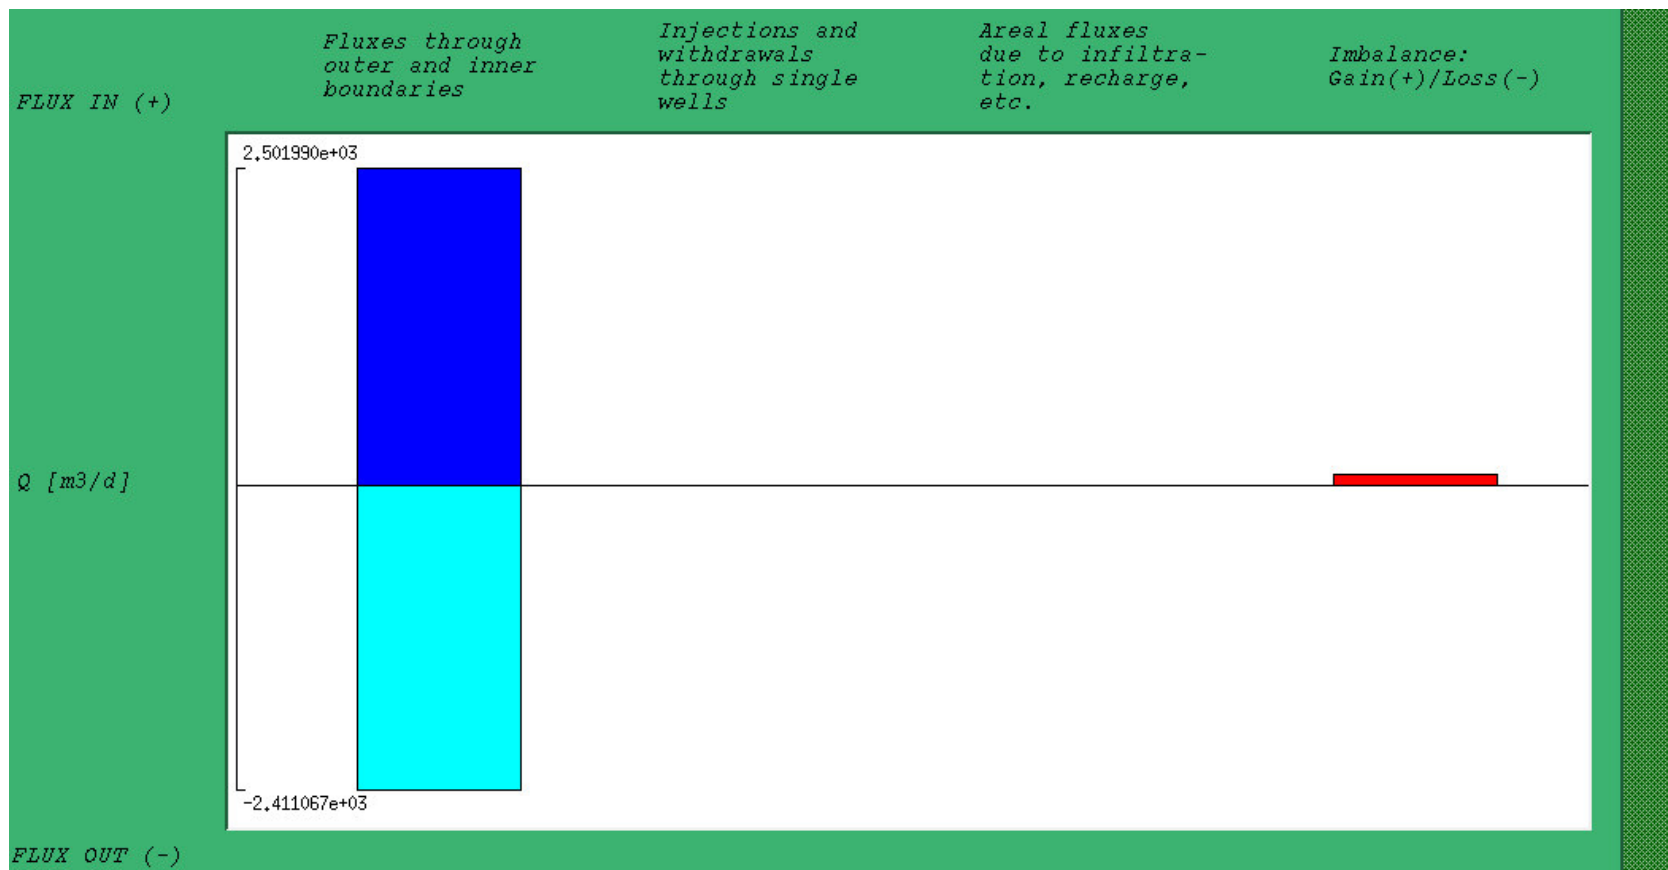 Fluxes through
outer and inner
boundaries
Injections and
withdrawals
through single
wells
Areal fluxes
due to infiltra-
tion, recharge,
etc.
Imbalance:
Gain(+)/Loss(-)
FLUX IN (+)
2.501990e+03
Q [m3/d]
-2.411067e+03
FLUX OUT (-)